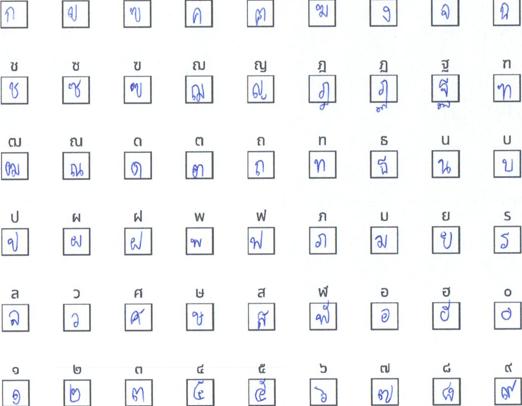 ก ข ฃ ค ฅ ฆ ง จ ฉ
ช ซ ฃ ฌ ญ ฎ ฏ ฐ ฑ
ช ซ ฃ ฌ ญ ฎ ฏ ฐ ฑ
ฒ ณ ด ต ถ ท ธ น บ
ฒ ณ ด ต ถ ท ธ น บ
ป ผ ฝ พ ฟ ภ ม ย ร
ป ผ ฝ พ ฟ ภ ม ย ร
ล ว ศ ษ ส ฬ อ ฮ ๐
ล ว ศ ษ ส ฬ อ ฮ ๐
๑ ๒ ๓ ๔ ๕ ๖ ๗ ๘ ๙
๑ ๒ ๓ ๔ ๕ ๖ ๗ ๘ ๙